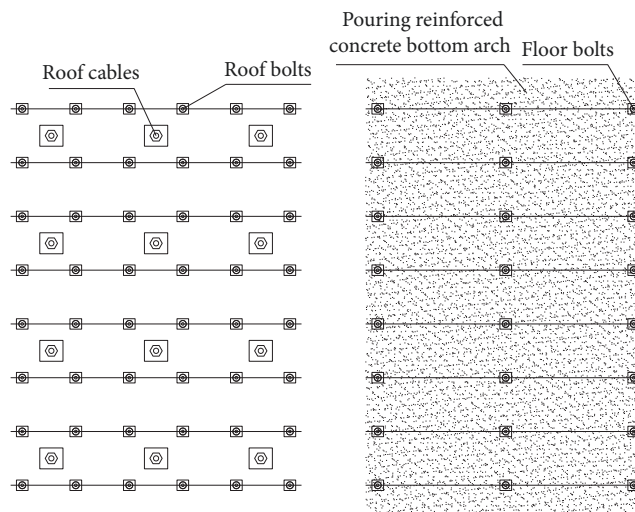 Roof cables
Roof bolts
Pouring reinforced
concrete bottom arch
Floor bolts